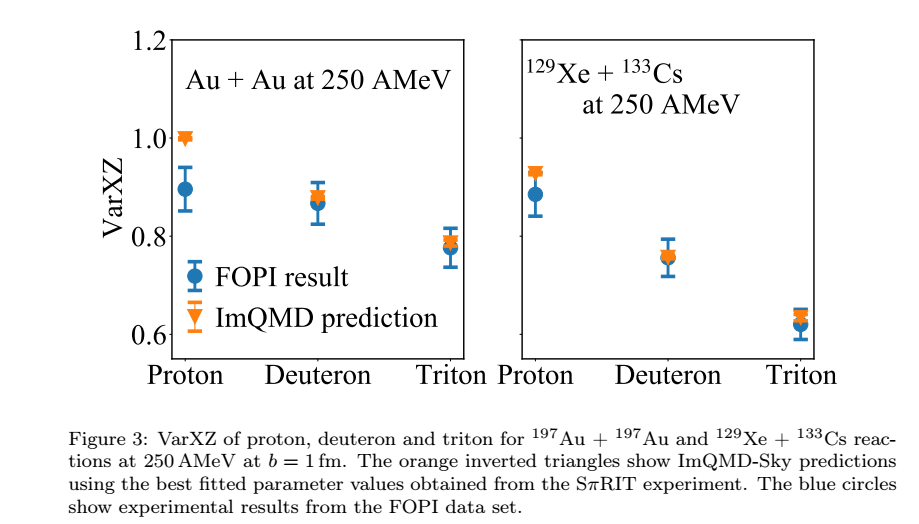 Au + Au at 250 AMeV
¹²⁹Xe + ¹³³Cs
at 250 AMeV
VarXZ
1.2
1.0
0.8
0.6
FOPI result
ImQMD prediction
Proton Deuteron Triton Proton Deuteron Triton
Figure 3: VarXZ of proton, deuteron and triton for ¹⁹⁷Au + ¹⁹⁷Au and ¹²⁹Xe + ¹³³Cs reac-
tions at 250 AMeV at b = 1 fm. The orange inverted triangles show ImQMD-Sky predictions
using the best fitted parameter values obtained from the SπRIT experiment. The blue circles
show experimental results from the FOPI data set.